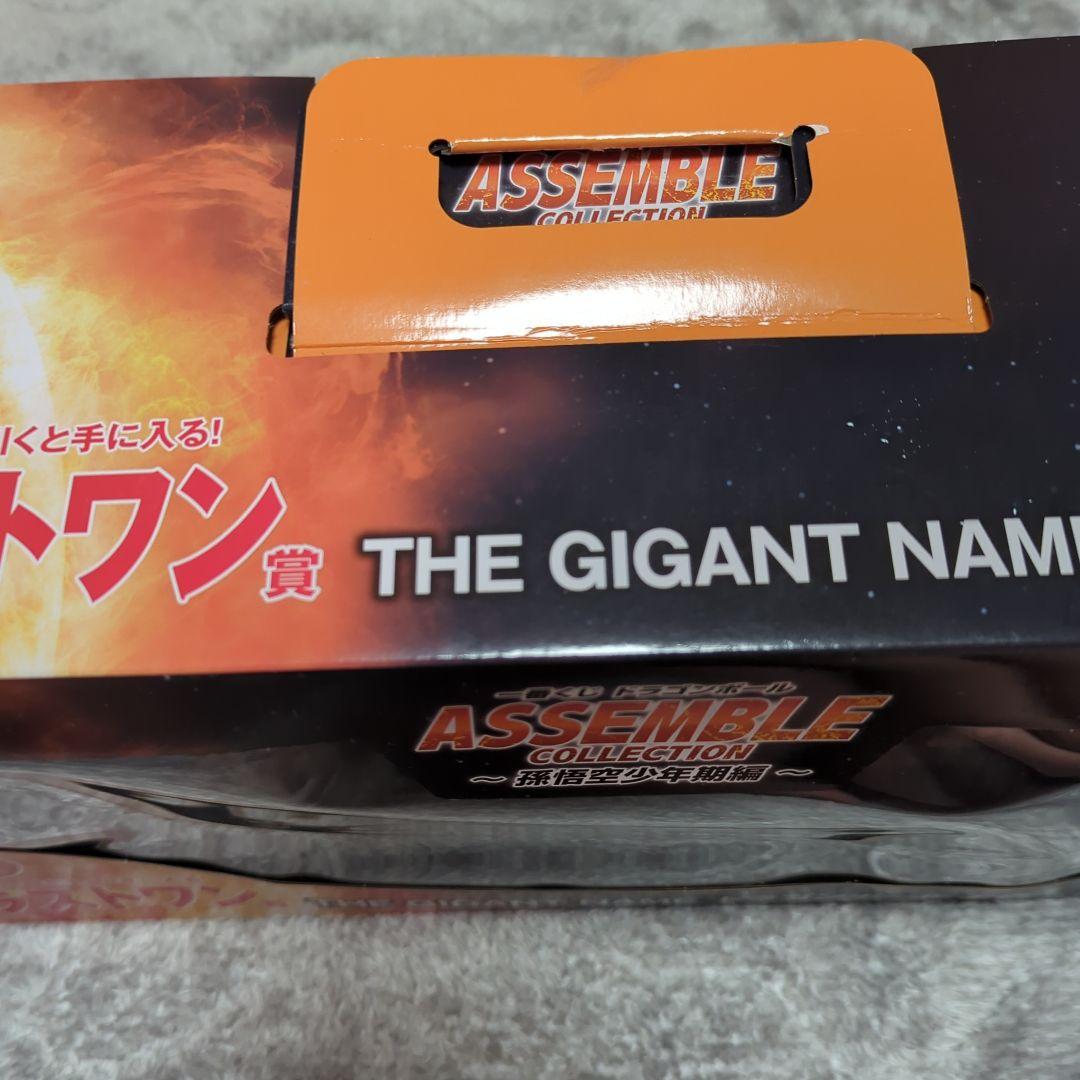 ASSEMBLE
COLLECTION
くと手に入る!
トワン賞
THE GIGANT NAM
一番くじ ドラゴンボール
ASSEMBLE
COLLECTION
～ 孫悟空少年期編 ～